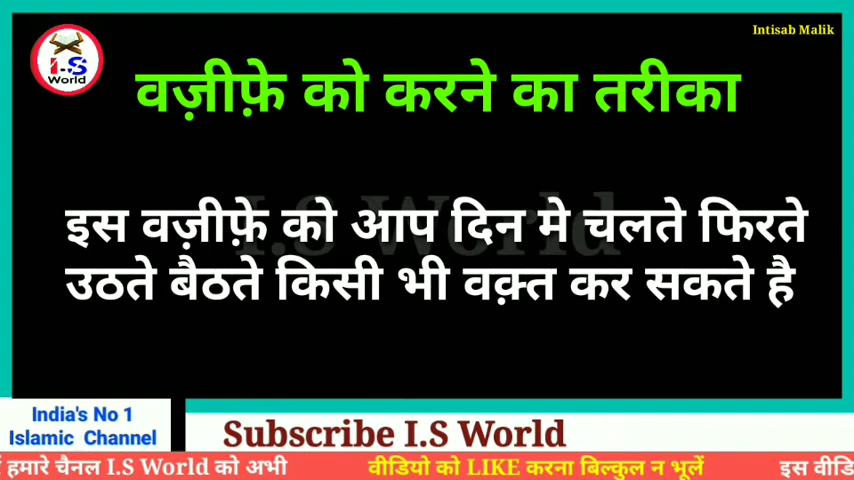 Intisab Malik
I.S
World
वज़ीफ़े को करने का तरीका
I.S World
इस वज़ीफ़े को आप दिन मे चलते फिरते
उठते बैठते किसी भी वक़्त कर सकते है
India's No 1
Islamic Channel
Subscribe I.S World
हमारे चैनल I.S World को अभी वीडियो को LIKE करना बिल्कुल न भूलें इस